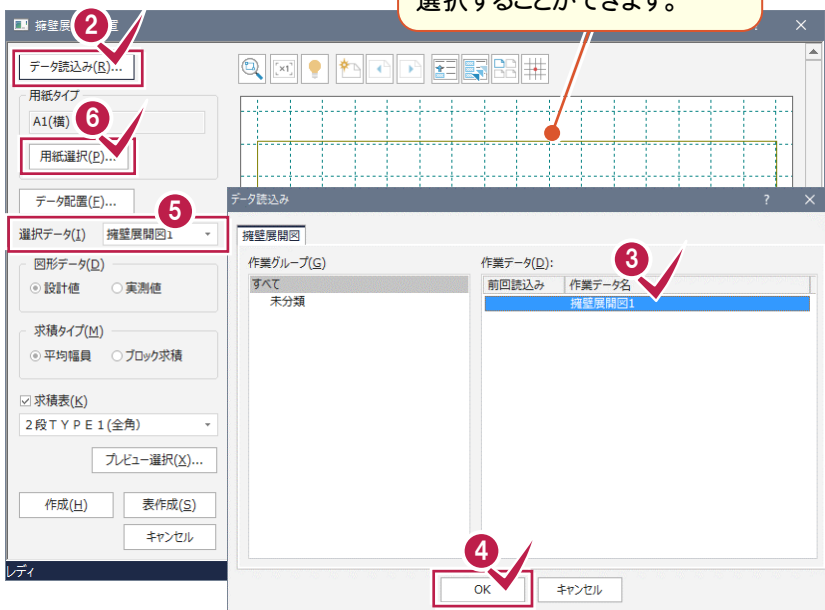 選択することができます。
擁壁展
2
データ読込み(R)...
用紙タイプ
A1(横)
6
用紙選択(P)...
データ配置(F)...
5
選択データ(I) 擁壁展開図1
図形データ(D)
設計値 実測値
求積タイプ(M)
平均幅員 ブロック求積
求積表(K)
2段TYPE1(全角)
プレビュー選択(X)...
作成(H) 表作成(S)
キャンセル
レディ
データ読込み ? ×
擁壁展開図
作業グループ(G)
すべて
未分類
3
作業データ(D):
前回読込み 作業データ名
擁壁展開図1
4
OK キャンセル